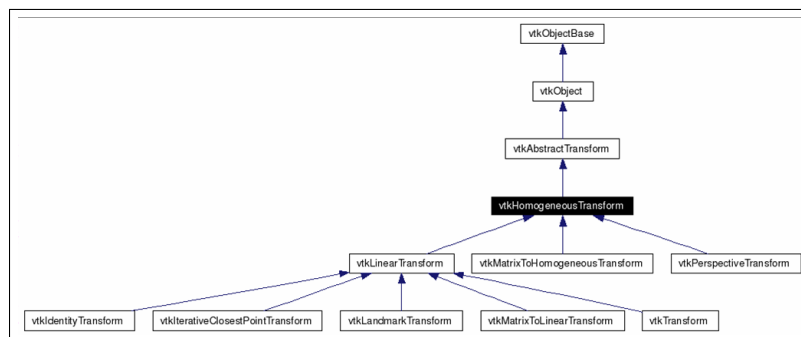 vtkObjectBase
vtkObject
vtkAbstractTransform
vtkHomogeneousTransform
vtkLinearTransform
vtkMatrixToHomogeneousTransform
vtkPerspectiveTransform
vtkIdentityTransform
vtkIterativeClosestPointTransform
vtkLandmarkTransform
vtkMatrixToLinearTransform
vtkTransform